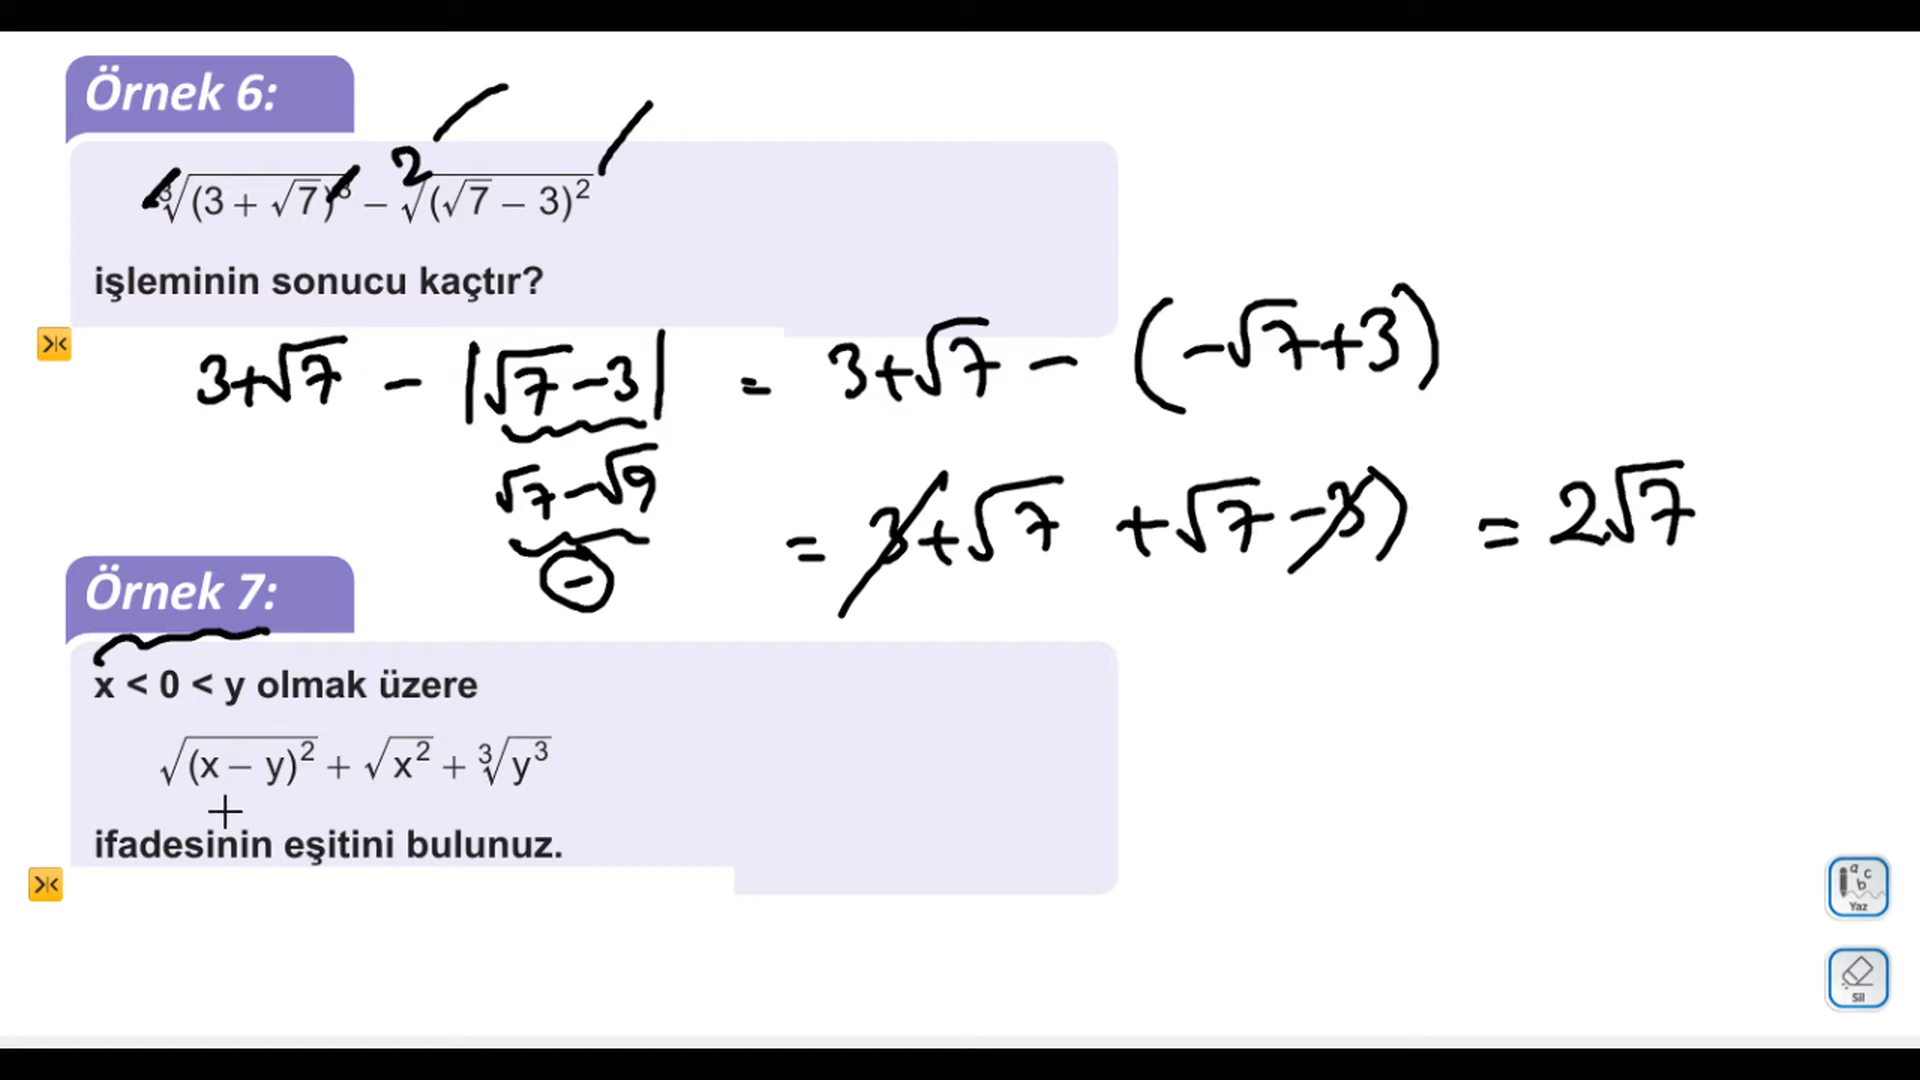 Örnek 6:
∛(3 + √7)³ − ²√(√7 − 3)²
işleminin sonucu kaçtır?
3+√7 − |√7−3| = 3+√7 − (−√7+3)
√7−√9
−
= 3+√7 +√7−3) = 2√7
Örnek 7:
x < 0 < y olmak üzere
√(x − y)² + √x² + ∛y³
ifadesinin eşitini bulunuz.
a b c
Yaz
Sil